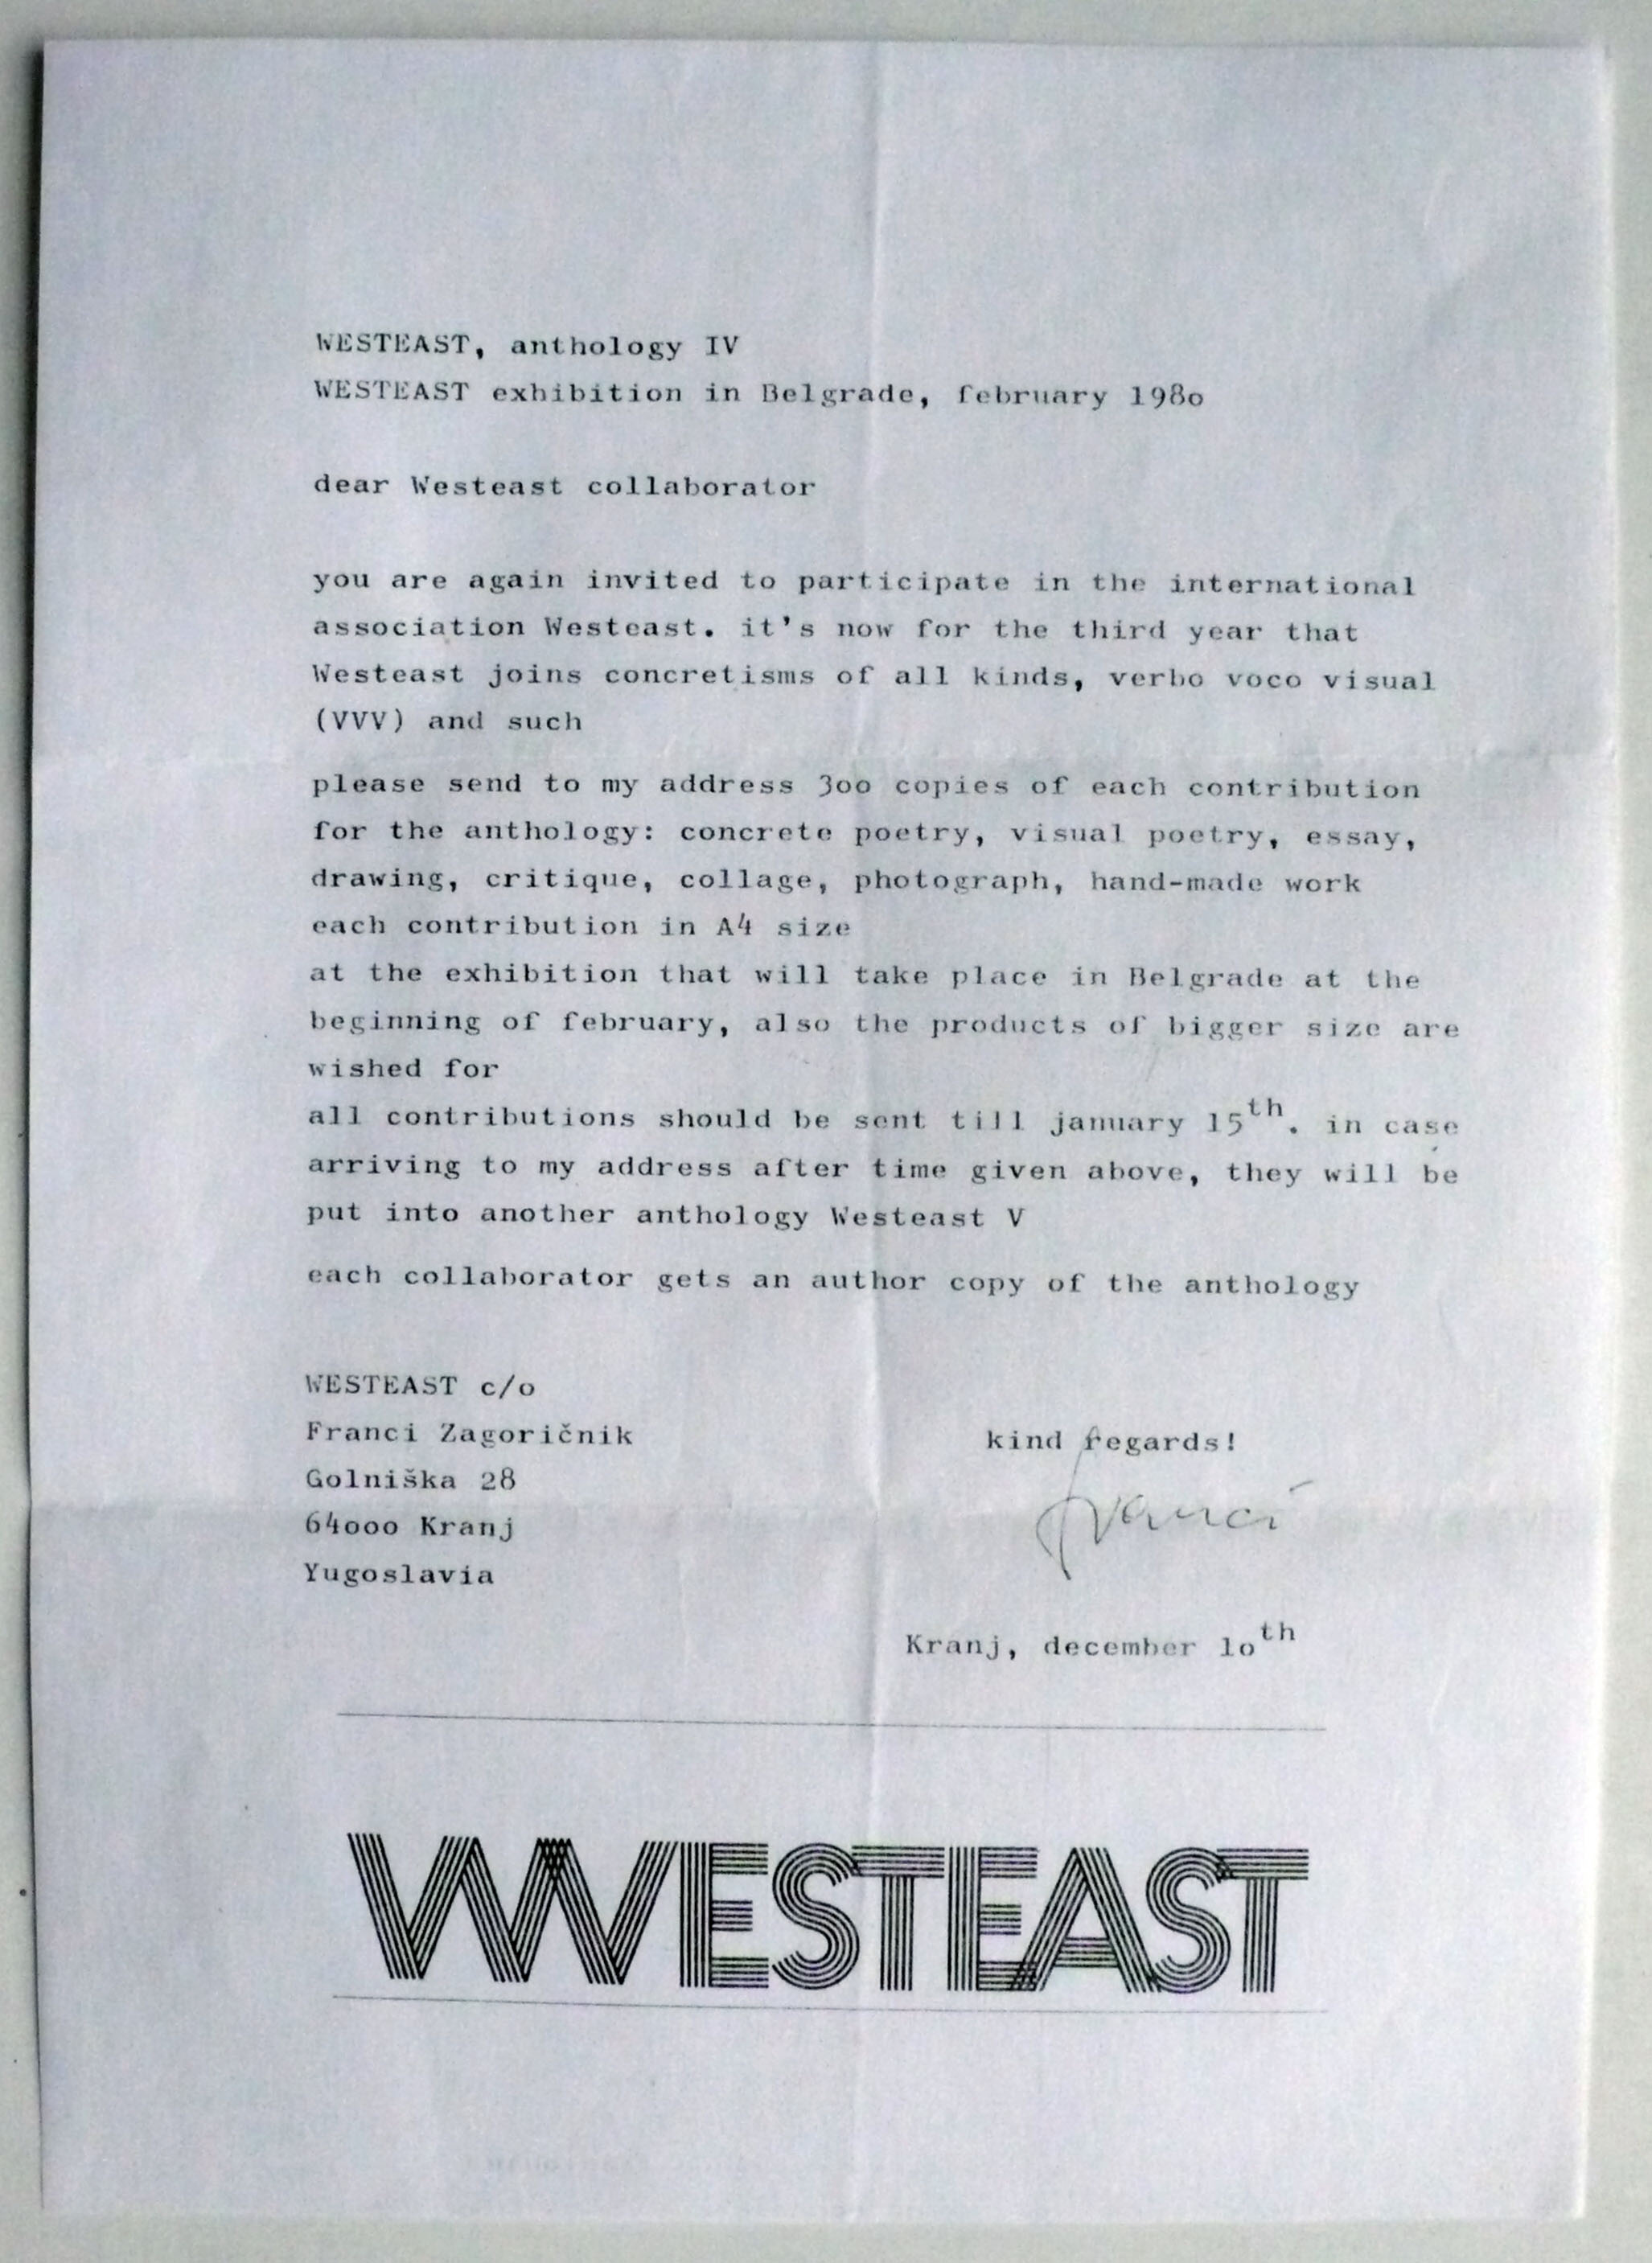 WESTEAST, anthology IV
WESTEAST exhibition in Belgrade, february 1980
dear Westeast collaborator
you are again invited to participate in the international
association Westeast. it's now for the third year that
Westeast joins concretisms of all kinds, verbo voco visual
(VVV) and such
please send to my address 300 copies of each contribution
for the anthology: concrete poetry, visual poetry, essay,
drawing, critique, collage, photograph, hand-made work
each contribution in A4 size
at the exhibition that will take place in Belgrade at the
beginning of february, also the products of bigger size are
wished for
all contributions should be sent till january 15th. in case
arriving to my address after time given above, they will be
put into another anthology Westeast V
each collaborator gets an author copy of the anthology
WESTEAST c/o
Franci Zagoričnik
kind regards!
Golniška 28
Franci
64000 Kranj
Yugoslavia
Kranj, december 10th
WESTEAST